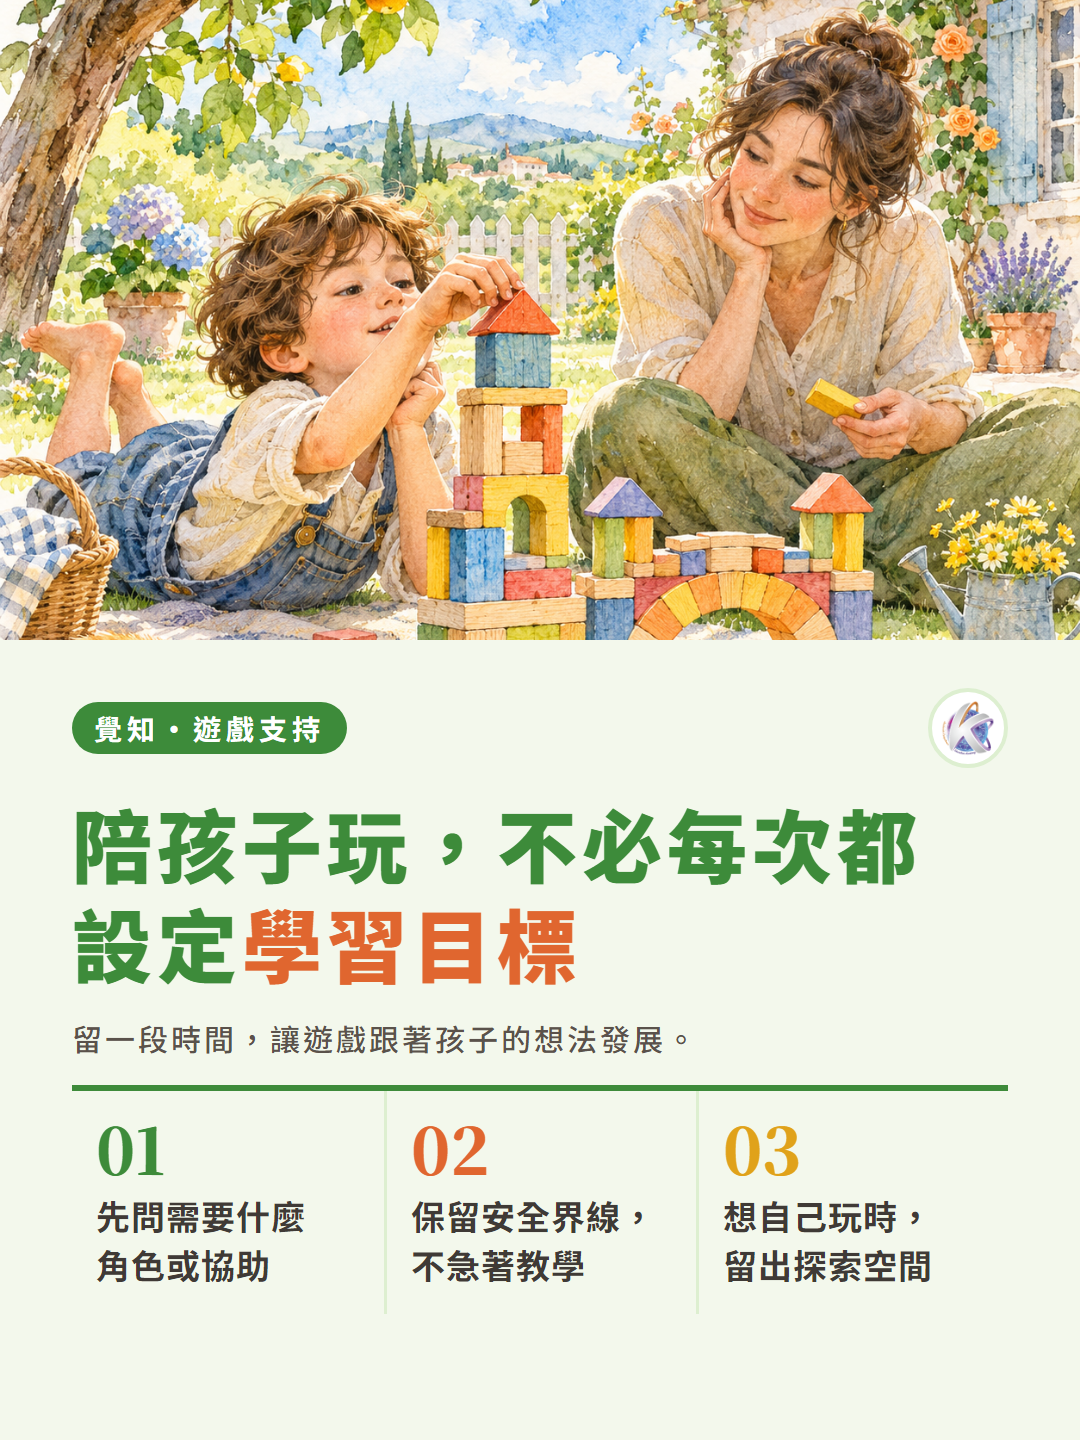 覺知・遊戲支持
陪孩子玩，不必每次都
設定學習目標
留一段時間，讓遊戲跟著孩子的想法發展。
01
先問需要什麼
角色或協助
02
保留安全界線，
不急著教學
03
想自己玩時，
留出探索空間